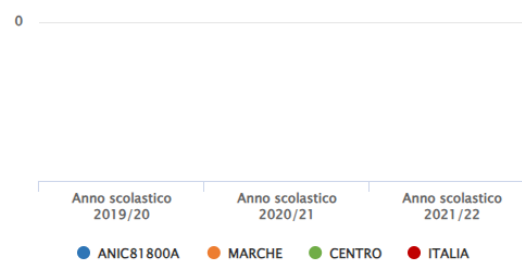 0
Anno scolastico Anno scolastico Anno scolastico
2019/20 2020/21 2021/22
ANIC81800A MARCHE CENTRO ITALIA